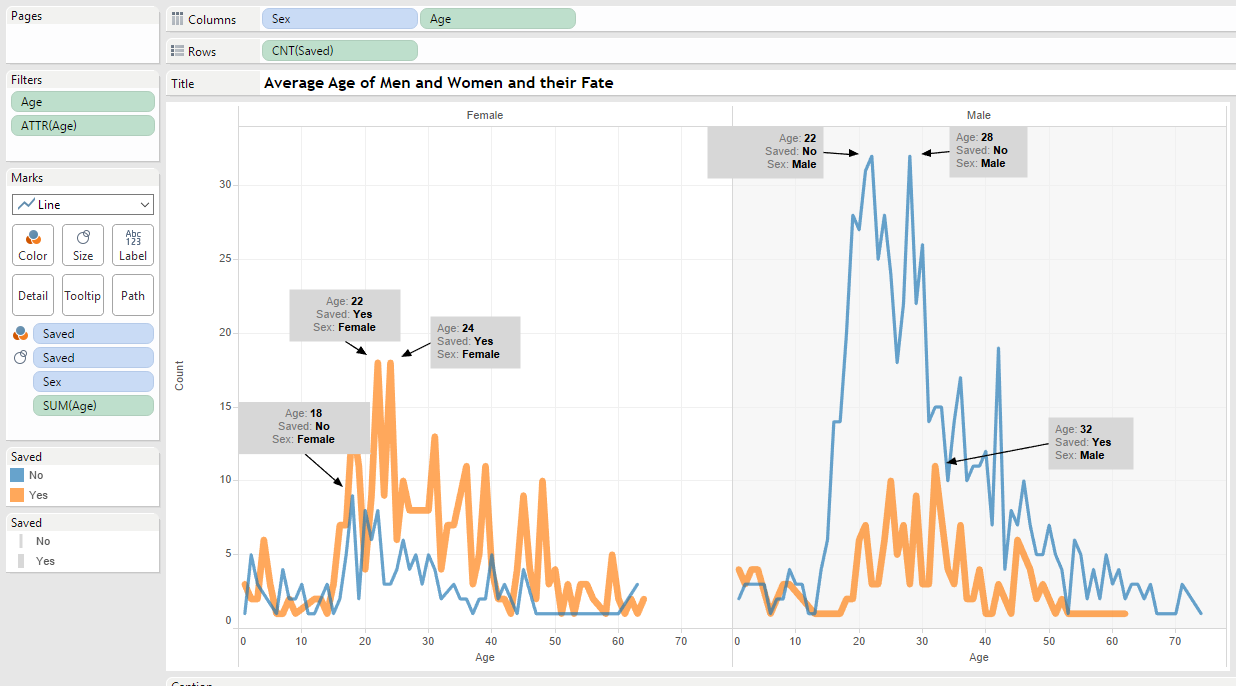 Pages
Columns
Sex
Age
Rows
CNT(Saved)
Filters
Age
ATTR(Age)
Title
Average Age of Men and Women and their Fate
Marks
Line
Color
Size
Abc
123
Label
Detail
Tooltip
Path
Saved
Saved
Sex
SUM(Age)
Saved
No
Yes
Saved
No
Yes
Female
Male
Count
30
25
20
15
10
5
0
Age: 22
Saved: Yes
Sex: Female
Age: 24
Saved: Yes
Sex: Female
Age: 18
Saved: No
Sex: Female
Age: 22
Saved: No
Sex: Male
Age: 28
Saved: No
Sex: Male
Age: 32
Saved: Yes
Sex: Male
0 10 20 30 40 50 60 70
Age
0 10 20 30 40 50 60 70
Age
Caption